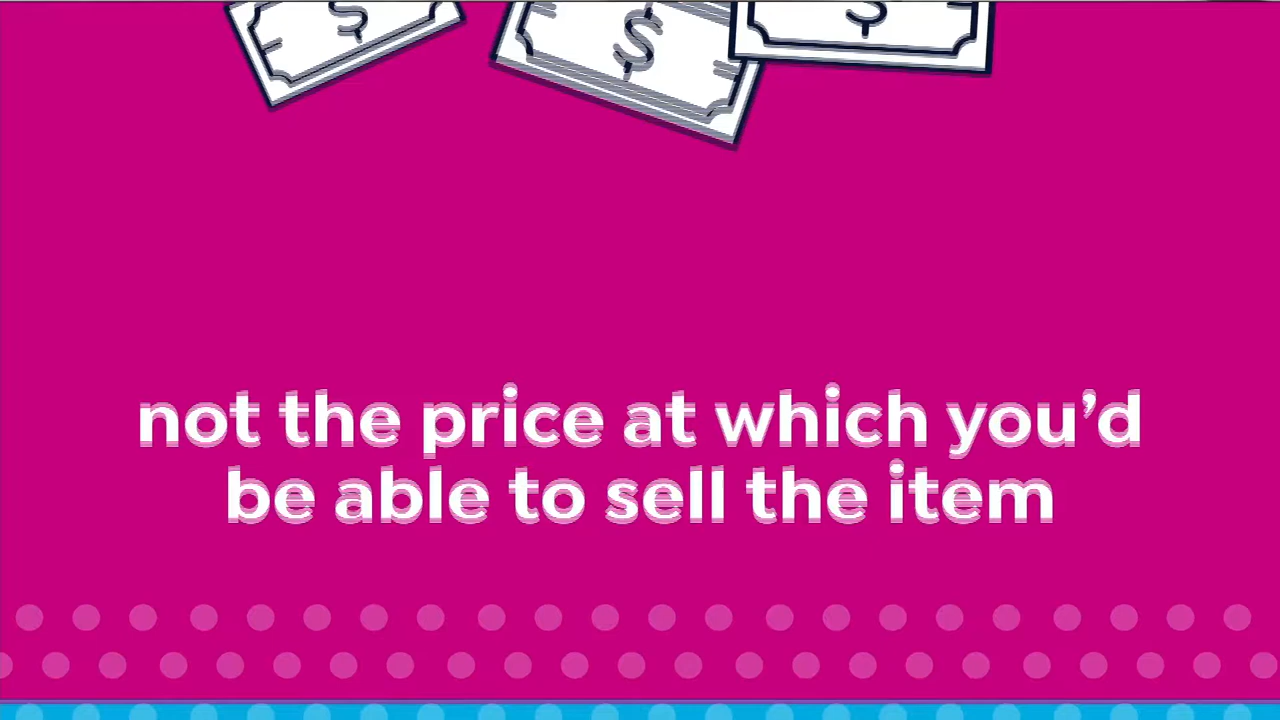 $ $ $
not the price at which you’d
be able to sell the item